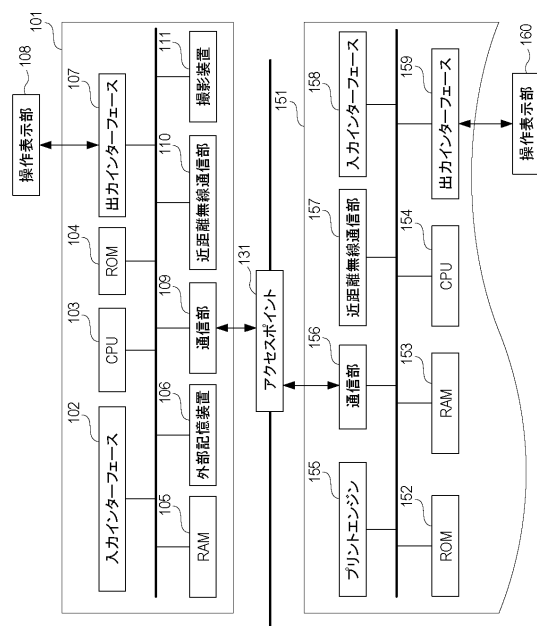 101
108
操作表示部
102
入力インターフェース
103
CPU
104
ROM
107
出力インターフェース
105
RAM
106
外部記憶装置
109
通信部
110
近距離無線通信部
111
撮影装置
131
アクセスポイント
151
155
プリントエンジン
156
通信部
157
近距離無線通信部
158
入力インターフェース
152
ROM
153
RAM
154
CPU
159
出力インターフェース
160
操作表示部